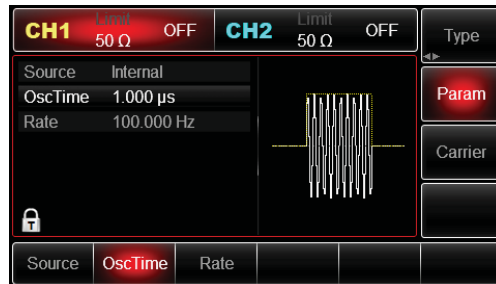 CH1 Limit 50 Ω OFF CH2 Limit 50 Ω OFF
Type
Source Internal
OscTime 1.000 µs
Rate 100.000 Hz
Param
Carrier
T
Source OscTime Rate